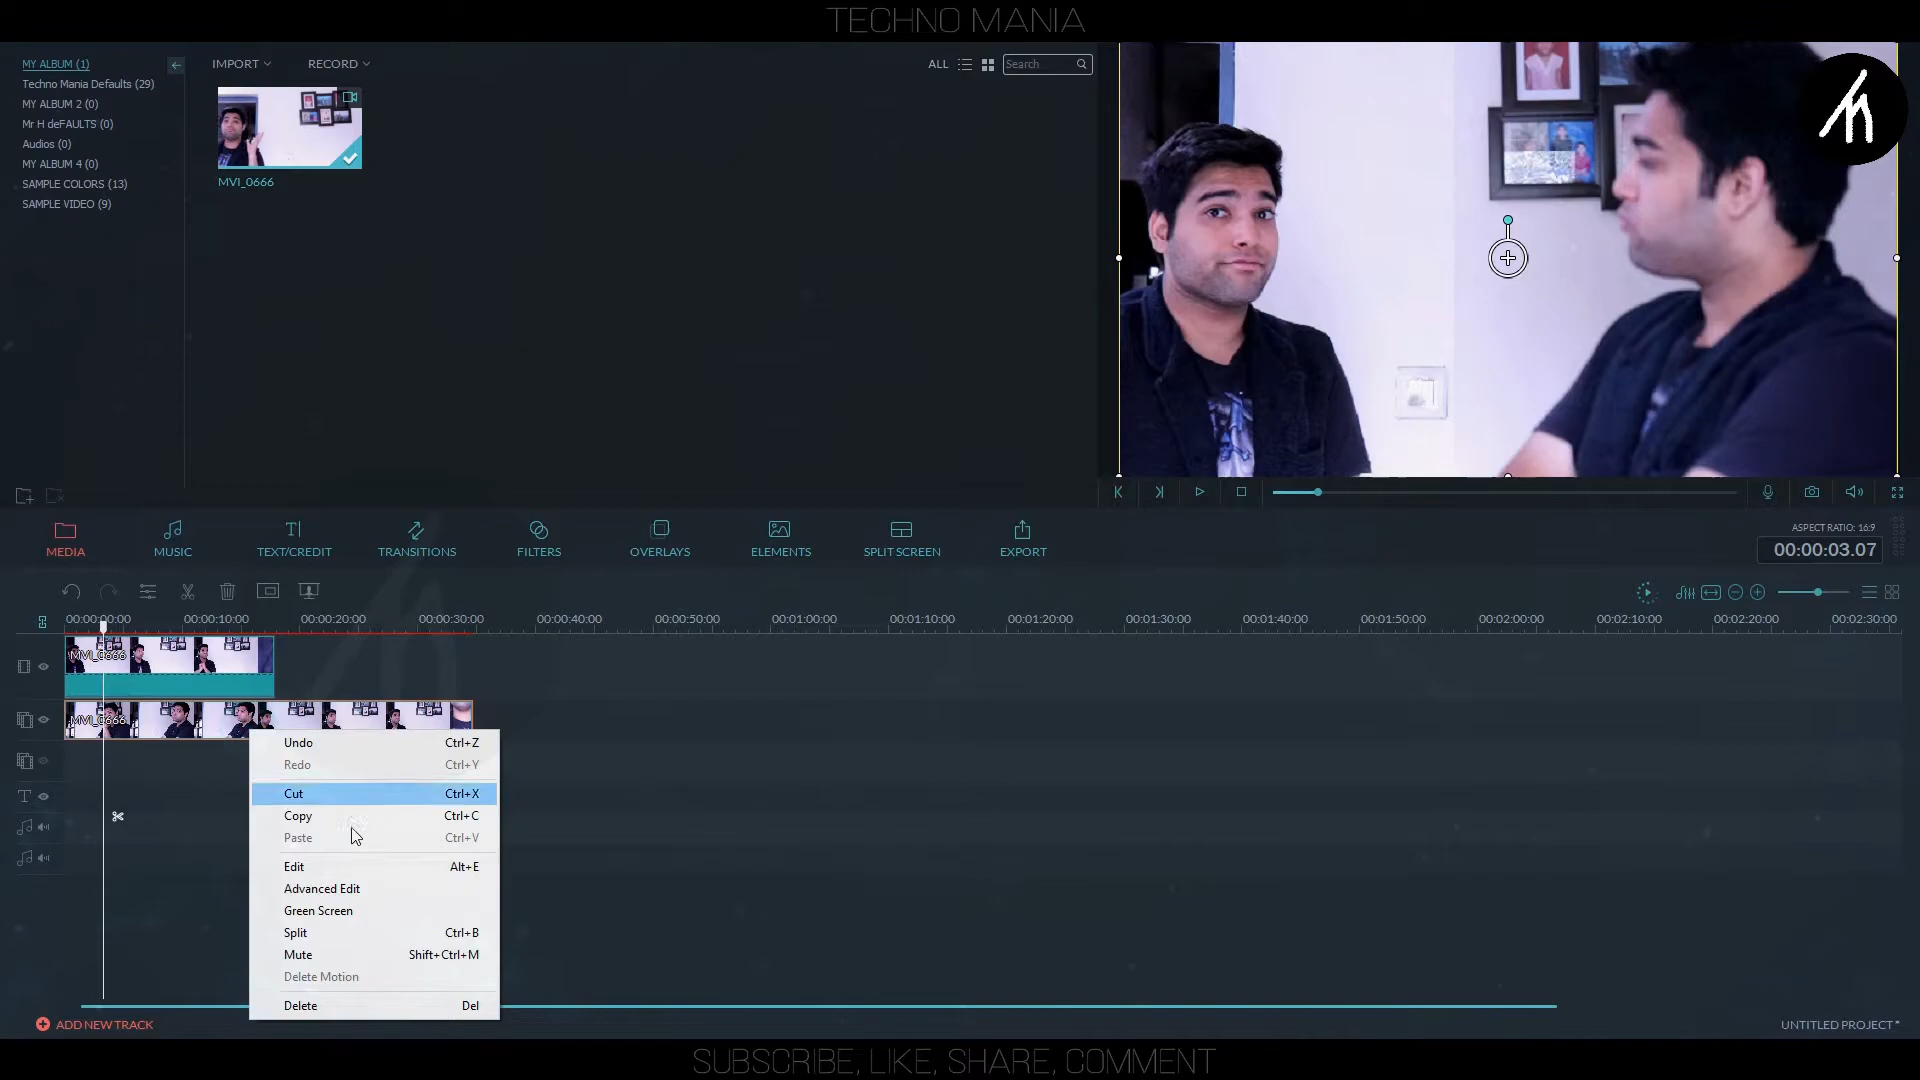 TECHNO MANIA
MY ALBUM (1)
Techno Mania Defaults (29)
MY ALBUM 2 (0)
Mr H deFAULTS (0)
Audios (0)
MY ALBUM 4 (0)
SAMPLE COLORS (13)
SAMPLE VIDEO (9)
IMPORT
RECORD
ALL
Search
MVI_0666
MEDIA
MUSIC
TEXT/CREDIT
TRANSITIONS
FILTERS
OVERLAYS
ELEMENTS
SPLIT SCREEN
EXPORT
ASPECT RATIO: 16:9
00:00:03.07
00:00:00:00
00:00:10:00
00:00:20:00
00:00:30:00
00:00:40:00
00:00:50:00
00:01:00:00
00:01:10:00
00:01:20:00
00:01:30:00
00:01:40:00
00:01:50:00
00:02:00:00
00:02:10:00
00:02:20:00
00:02:30:00
MVI_0666
MVI_0666
Undo Ctrl+Z
Redo Ctrl+Y
Cut Ctrl+X
Copy Ctrl+C
Paste Ctrl+V
Edit Alt+E
Advanced Edit
Green Screen
Split Ctrl+B
Mute Shift+Ctrl+M
Delete Motion
Delete Del
ADD NEW TRACK
UNTITLED PROJECT *
SUBSCRIBE, LIKE, SHARE, COMMENT